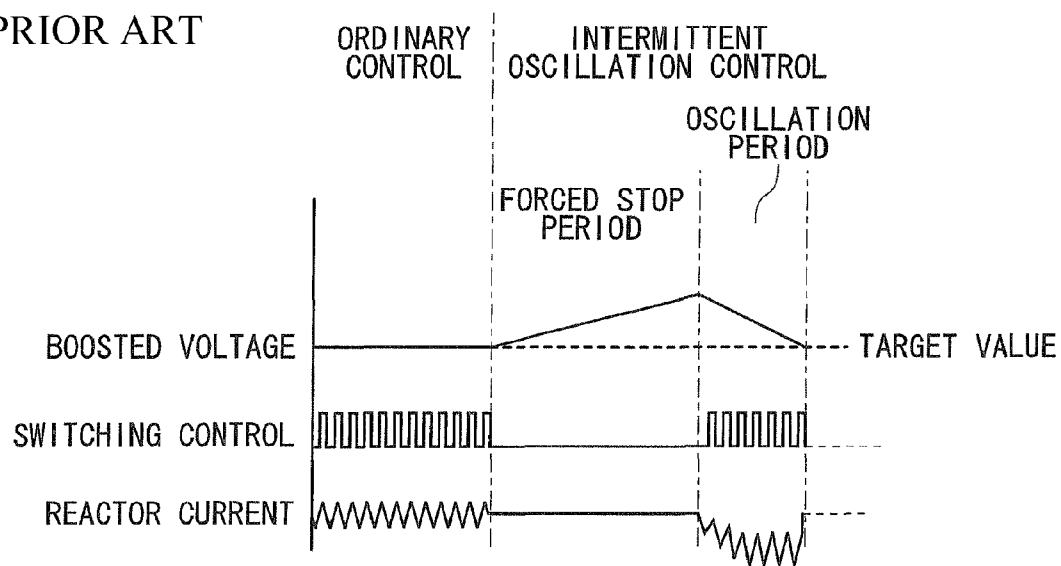 PRIOR ART
ORDINARY
CONTROL
INTERMITTENT
OSCILLATION CONTROL
OSCILLATION
PERIOD
FORCED STOP
PERIOD
BOOSTED VOLTAGE
TARGET VALUE
SWITCHING CONTROL
REACTOR CURRENT